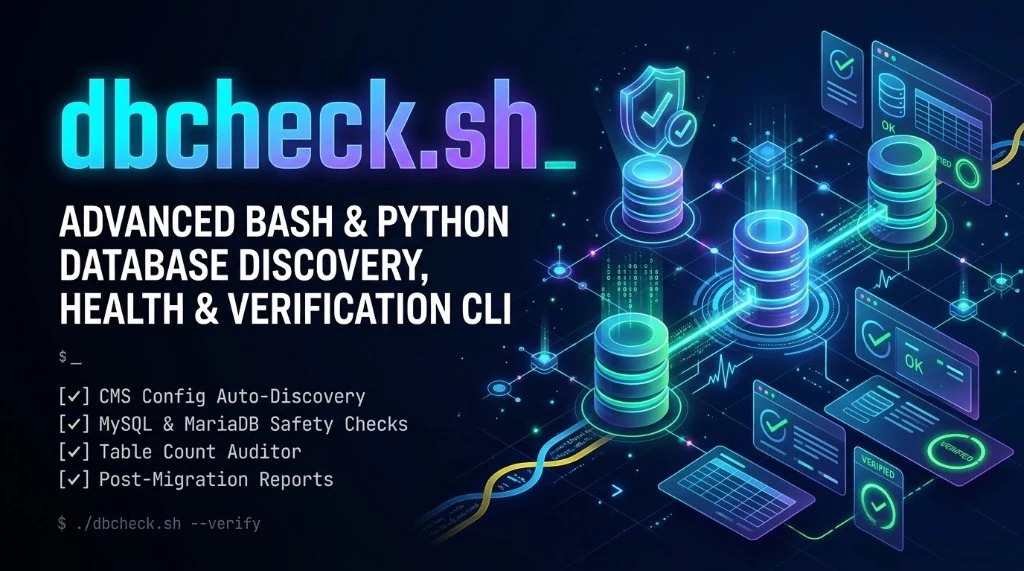 dbcheck.sh_
ADVANCED BASH & PYTHON
DATABASE DISCOVERY,
HEALTH & VERIFICATION CLI
$_
[✓] CMS Config Auto-Discovery
[✓] MySQL & MariaDB Safety Checks
[✓] Table Count Auditor
[✓] Post-Migration Reports
$ ./dbcheck.sh --verify
OK
OK
VERIFIED
VERIFIED